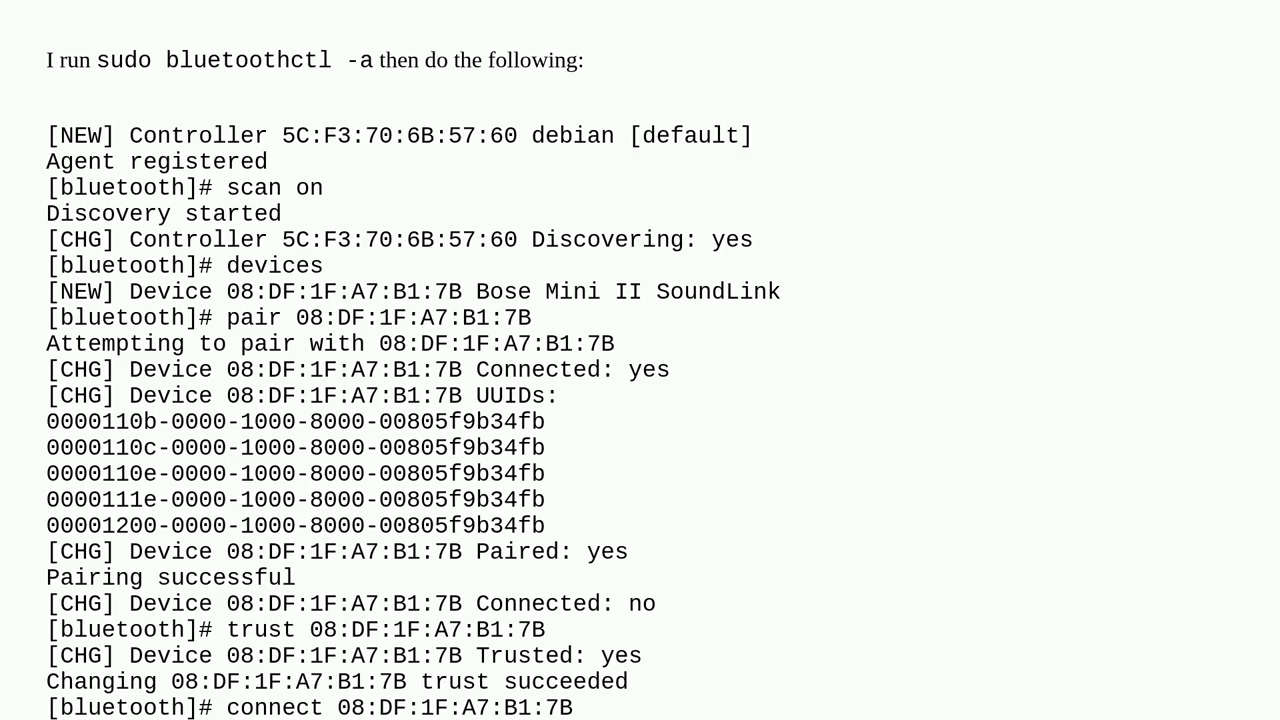 I run sudo bluetoothctl -a then do the following:
[NEW] Controller 5C:F3:70:6B:57:60 debian [default]
Agent registered
[bluetooth]# scan on
Discovery started
[CHG] Controller 5C:F3:70:6B:57:60 Discovering: yes
[bluetooth]# devices
[NEW] Device 08:DF:1F:A7:B1:7B Bose Mini II SoundLink
[bluetooth]# pair 08:DF:1F:A7:B1:7B
Attempting to pair with 08:DF:1F:A7:B1:7B
[CHG] Device 08:DF:1F:A7:B1:7B Connected: yes
[CHG] Device 08:DF:1F:A7:B1:7B UUIDs:
0000110b-0000-1000-8000-00805f9b34fb
0000110c-0000-1000-8000-00805f9b34fb
0000110e-0000-1000-8000-00805f9b34fb
0000111e-0000-1000-8000-00805f9b34fb
00001200-0000-1000-8000-00805f9b34fb
[CHG] Device 08:DF:1F:A7:B1:7B Paired: yes
Pairing successful
[CHG] Device 08:DF:1F:A7:B1:7B Connected: no
[bluetooth]# trust 08:DF:1F:A7:B1:7B
[CHG] Device 08:DF:1F:A7:B1:7B Trusted: yes
Changing 08:DF:1F:A7:B1:7B trust succeeded
[bluetooth]# connect 08:DF:1F:A7:B1:7B